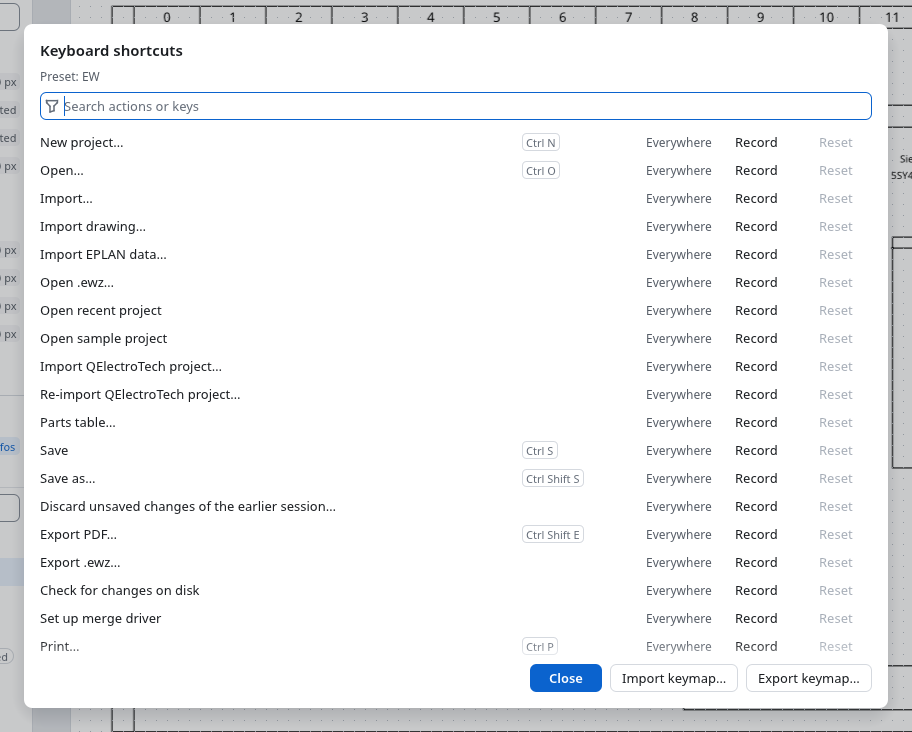 0 1 2 3 4 5 6 7 8 9 10 11
Keyboard shortcuts
Preset: EW
Search actions or keys
New project... Ctrl N Everywhere Record Reset
Open... Ctrl O Everywhere Record Reset
Import... Everywhere Record Reset
Import drawing... Everywhere Record Reset
Import EPLAN data... Everywhere Record Reset
Open .ewz... Everywhere Record Reset
Open recent project Everywhere Record Reset
Open sample project Everywhere Record Reset
Import QElectroTech project... Everywhere Record Reset
Re-import QElectroTech project... Everywhere Record Reset
Parts table... Everywhere Record Reset
Save Ctrl S Everywhere Record Reset
Save as... Ctrl Shift S Everywhere Record Reset
Discard unsaved changes of the earlier session... Everywhere Record Reset
Export PDF... Ctrl Shift E Everywhere Record Reset
Export .ewz... Everywhere Record Reset
Check for changes on disk Everywhere Record Reset
Set up merge driver Everywhere Record Reset
Print... Ctrl P Everywhere Record Reset
Close Import keymap... Export keymap...
px
px
px
px
px
px